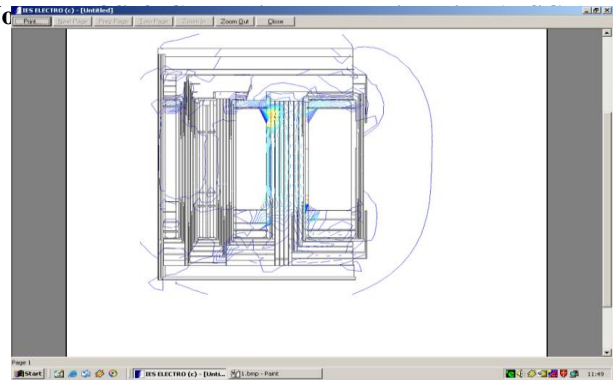 IES ELECTRO (c) - [Untitled]
Print... Next Page Prev Page Two Page Zoom In Zoom Out Close
Page 1
Start IES ELECTRO (c) - [Unti... 1.bmp - Paint 11:49